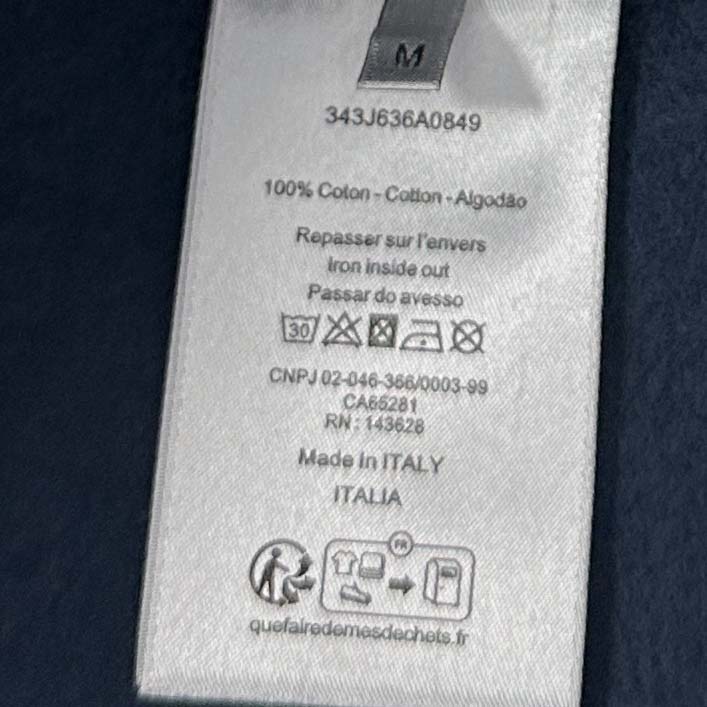 M
343J636A0849
100% Coton - Cotton - Algodão
Repasser sur l'envers
Iron inside out
Passar do avesso
30
CNPJ 02-046-366/0003-99
CA65281
RN : 143628
Made in ITALY
ITALIA
FR
quefairedemesdechets.fr